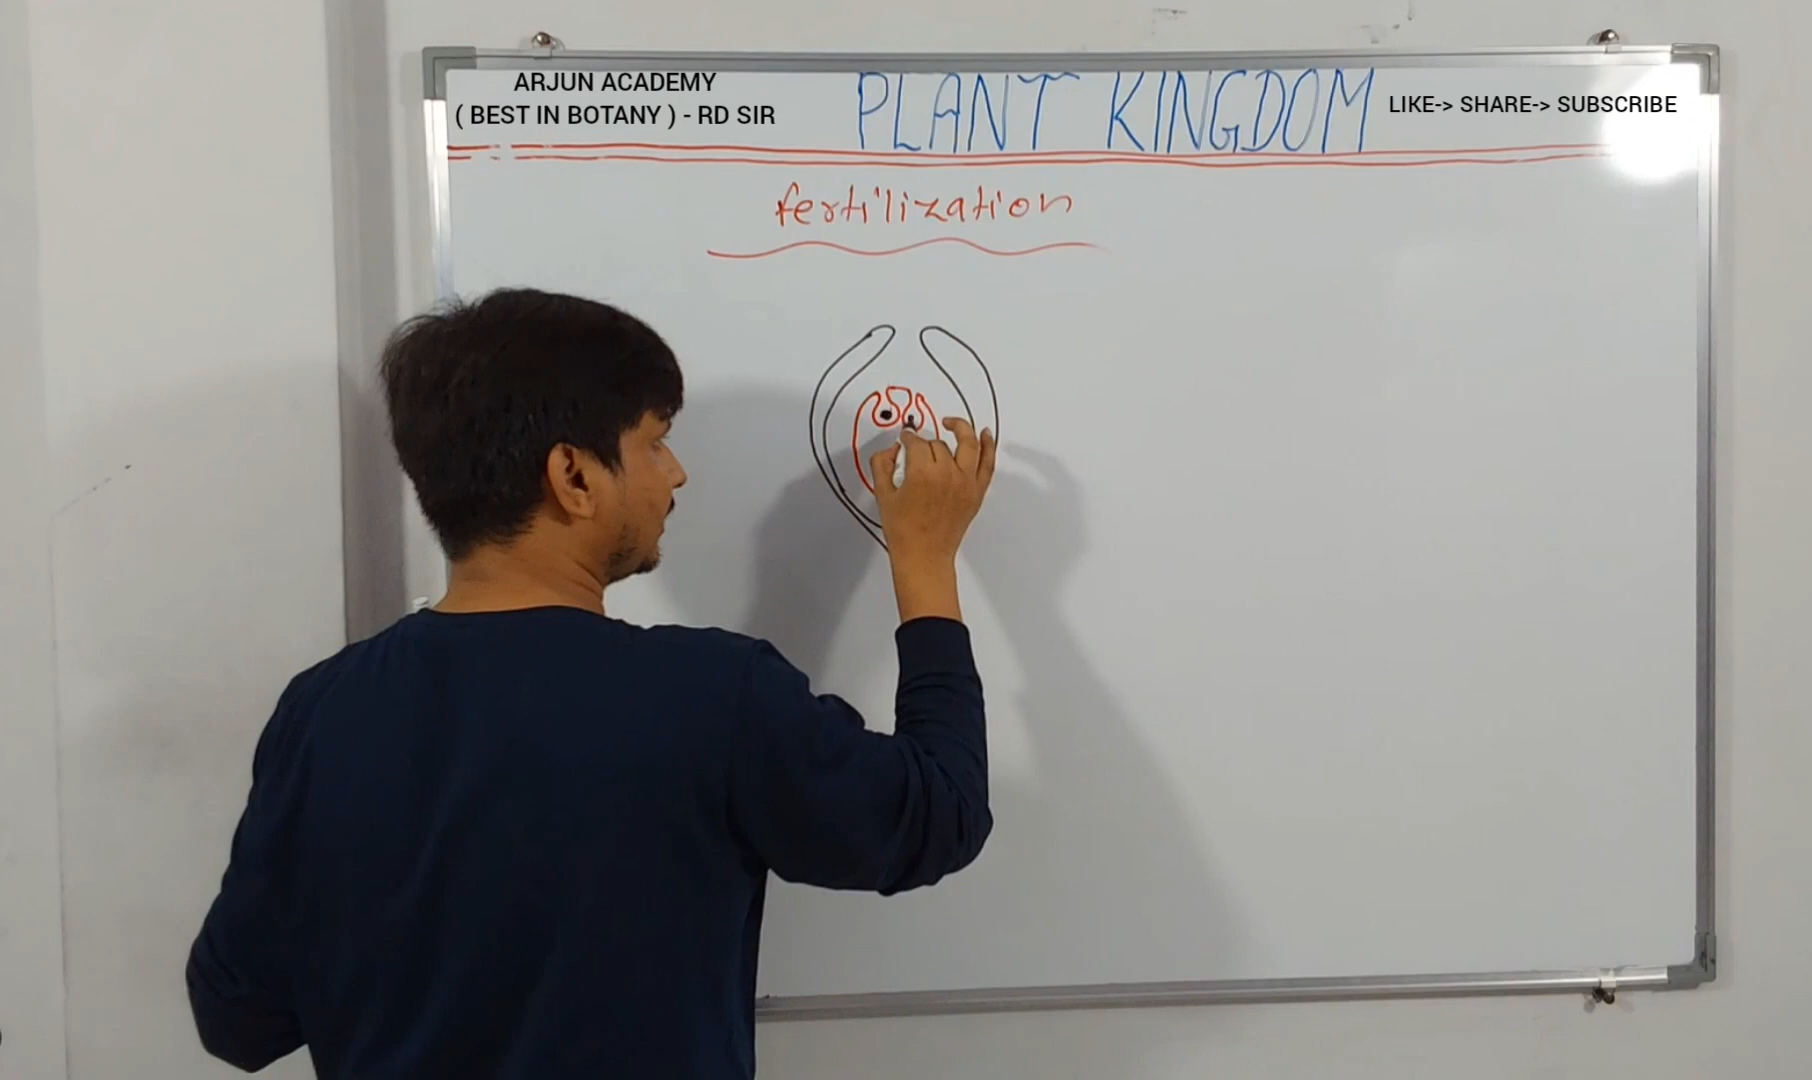 ARJUN ACADEMY
( BEST IN BOTANY ) - RD SIR
PLANT KINGDOM
LIKE-> SHARE-> SUBSCRIBE
fertilization